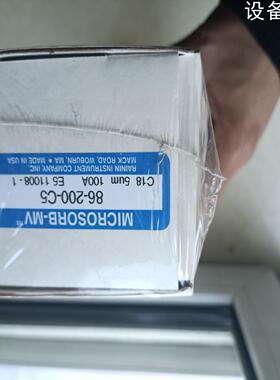 设备
MICROSORB-MV™
86-200-C5
C18 5um 100A E5 11008-1
RAININ INSTRUMENT COMPANY, INC.
MACK ROAD, WOBURN, MA • MADE IN USA